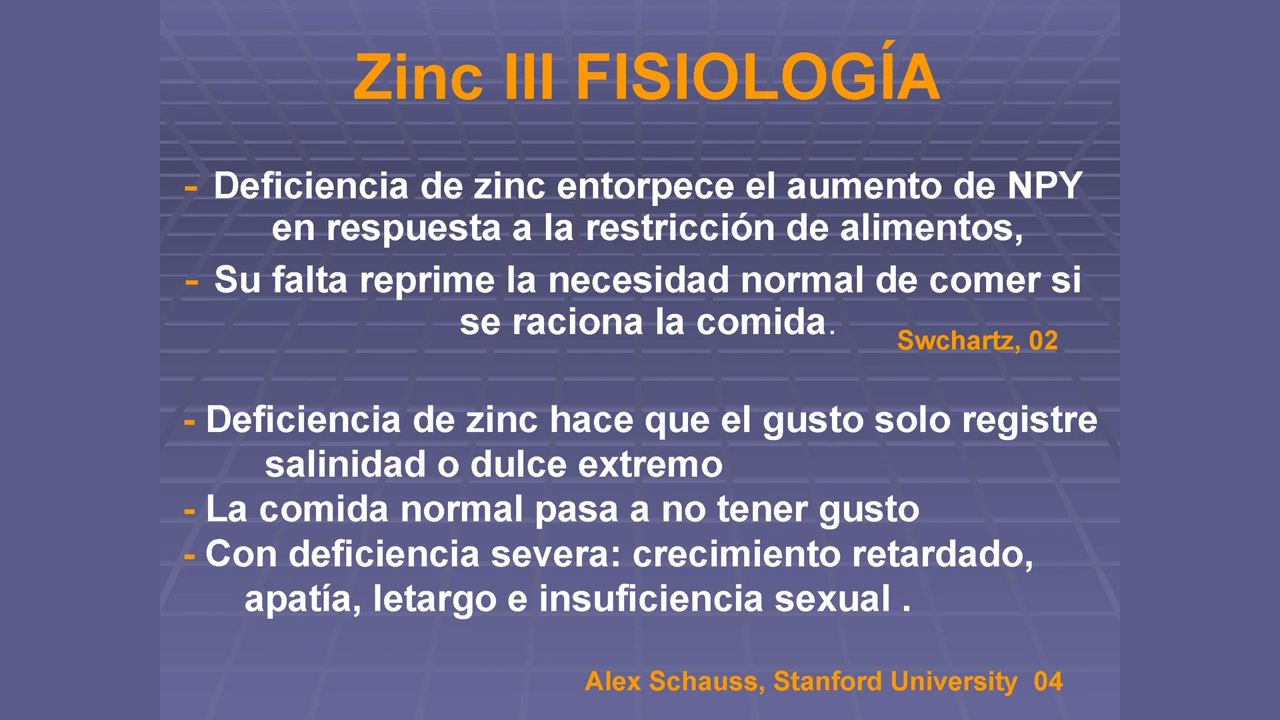 Zinc III FISIOLOGÍA
- Deficiencia de zinc entorpece el aumento de NPY
en respuesta a la restricción de alimentos,
- Su falta reprime la necesidad normal de comer si
se raciona la comida.
Swchartz, 02
- Deficiencia de zinc hace que el gusto solo registre
salinidad o dulce extremo
- La comida normal pasa a no tener gusto
- Con deficiencia severa: crecimiento retardado,
apatía, letargo e insuficiencia sexual .
Alex Schauss, Stanford University 04